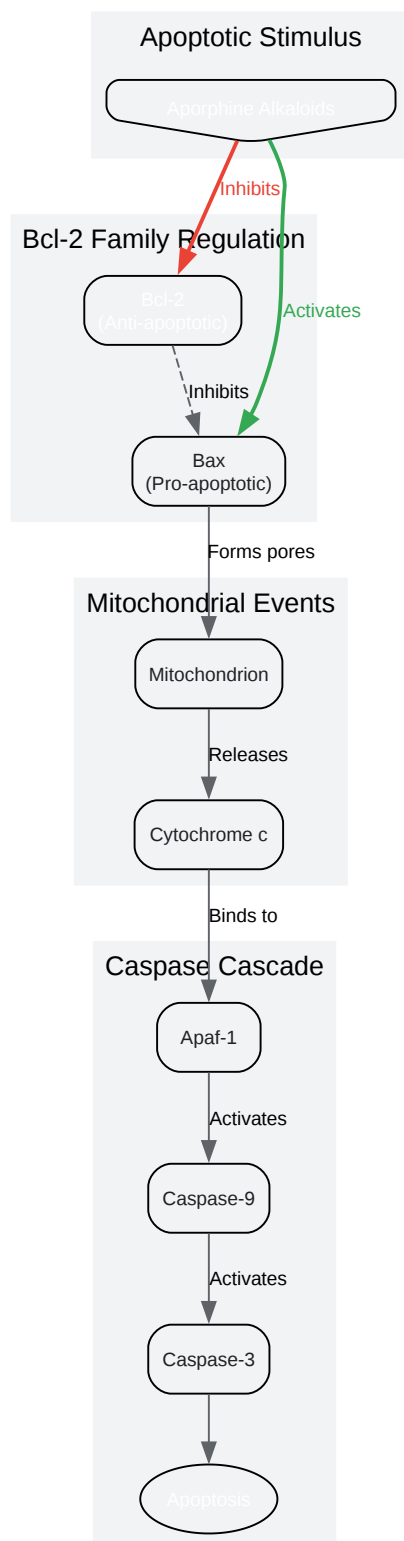 Apoptotic Stimulus
Aporphine Alkaloids
Inhibits
Bcl-2 Family Regulation
Bcl-2
(Anti-apoptotic)
Activates
Inhibits
Bax
(Pro-apoptotic)
Forms pores
Mitochondrial Events
Mitochondrion
Releases
Cytochrome c
Binds to
Caspase Cascade
Apaf-1
Activates
Caspase-9
Activates
Caspase-3
Apoptosis